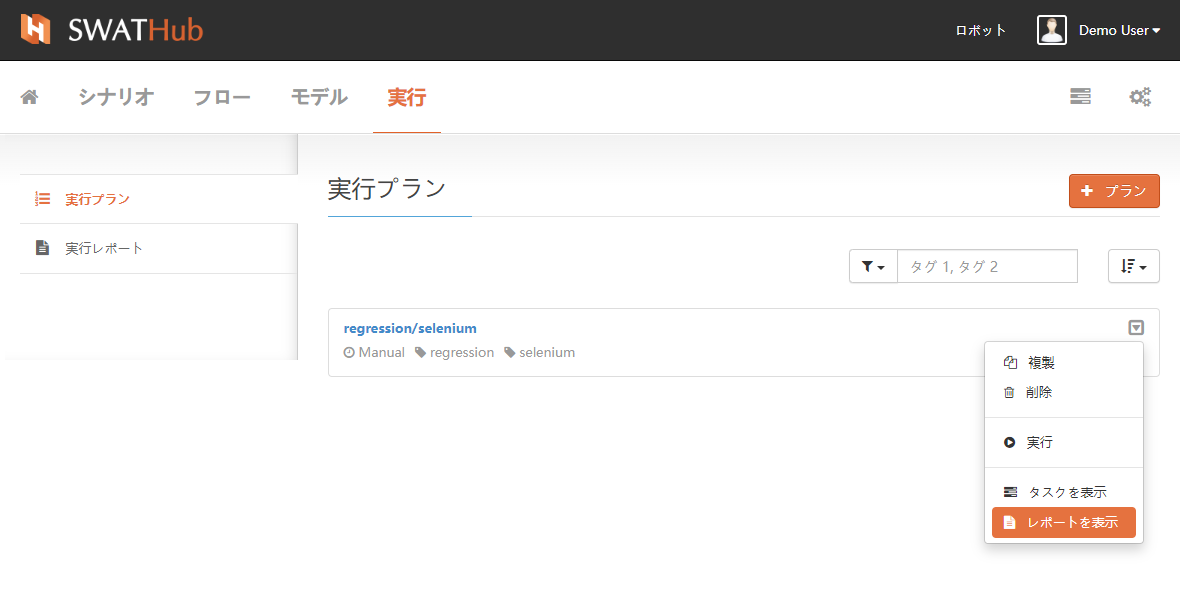 SWATHub
ロボット
Demo User
シナリオ
フロー
モデル
実行
実行プラン
実行レポート
実行プラン
プラン
タグ 1, タグ 2
regression/selenium
Manual regression selenium
複製
削除
実行
タスクを表示
レポートを表示